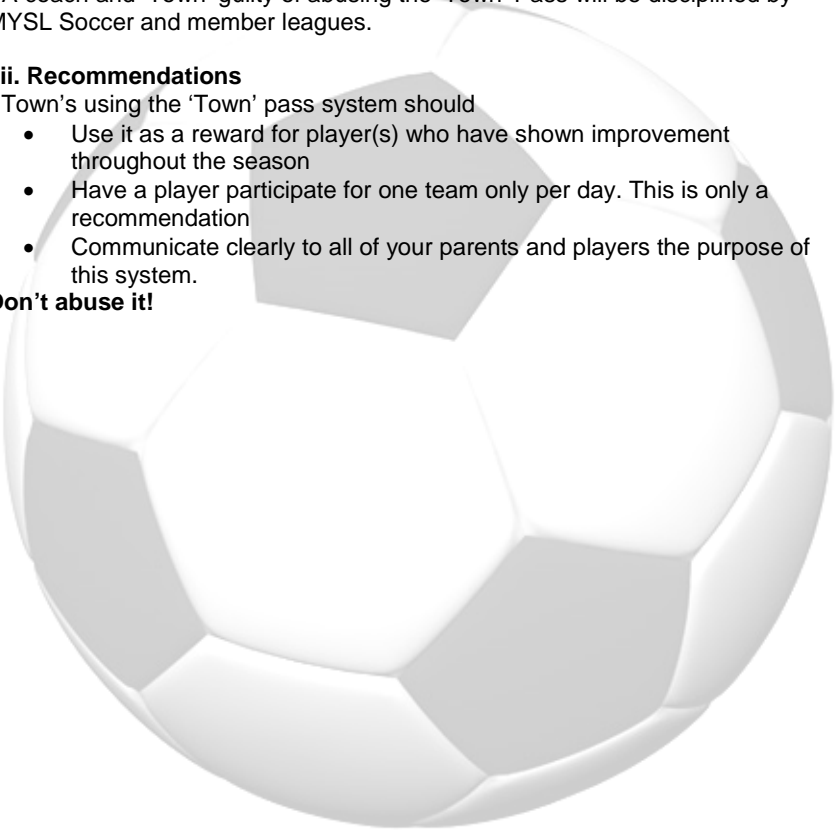 A coach and 'Town' guilty of abusing the 'Town' Pass will be disciplined by
MYSL Soccer and member leagues.
ii. Recommendations
Town's using the ‘Town’ pass system should
• Use it as a reward for player(s) who have shown improvement
throughout the season
• Have a player participate for one team only per day. This is only a
recommendation
• Communicate clearly to all of your parents and players the purpose of
this system.
Don’t abuse it!